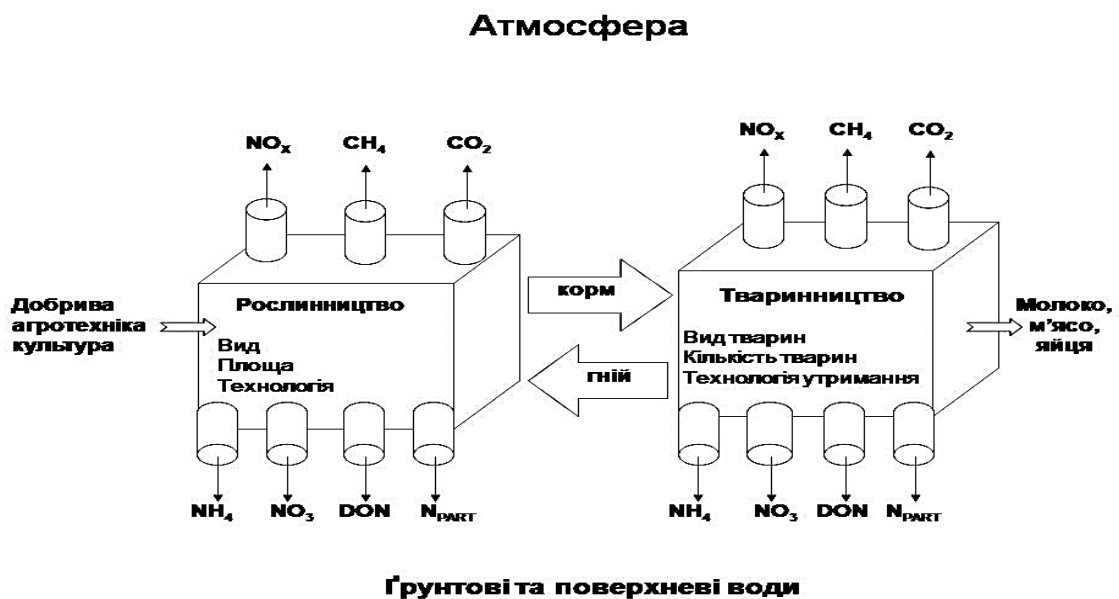 Атмосфера
NOX CH4 CO2
NOX CH4 CO2
Добрива
агротехніка
культура
Рослинництво
Вид
Площа
Технологія
корм
гній
Тваринництво
Вид тварин
Кількість тварин
Технологія утримання
Молоко,
м'ясо,
яйця
NH4 NO3 DON NPART
NH4 NO3 DON NPART
Ґрунтові та поверхневі води